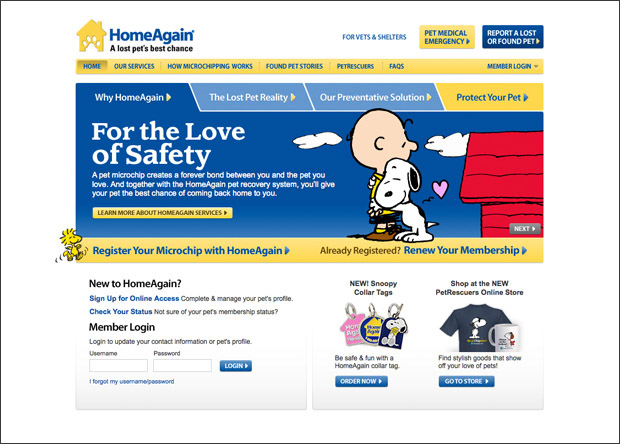 HomeAgain®
A lost pet's best chance
FOR VETS & SHELTERS
PET MEDICAL
EMERGENCY
REPORT A LOST
OR FOUND PET
HOME
OUR SERVICES
HOW MICROCHIPPING WORKS
FOUND PET STORIES
PETRESCUERS
FAQS
MEMBER LOGIN
Why HomeAgain
The Lost Pet Reality
Our Preventative Solution
Protect Your Pet
For the Love
of Safety
A pet microchip creates a forever bond between you and the pet you
love. And together with the HomeAgain pet recovery system, you'll give
your pet the best chance of coming back home to you.
LEARN MORE ABOUT HOMEAGAIN SERVICES
NEXT
Register Your Microchip with HomeAgain
Already Registered? Renew Your Membership
New to HomeAgain?
Sign Up for Online Access Complete & manage your pet's profile.
Check Your Status Not sure of your pet's membership status?
Member Login
Login to update your contact information or pet's profile.
Username
Password
LOGIN
I forgot my username/password
NEW! Snoopy
Collar Tags
Be safe & fun with a
HomeAgain collar tag.
ORDER NOW
Shop at the NEW
PetRescuers Online Store
Find stylish goods that show
off your love of pets!
GO TO STORE